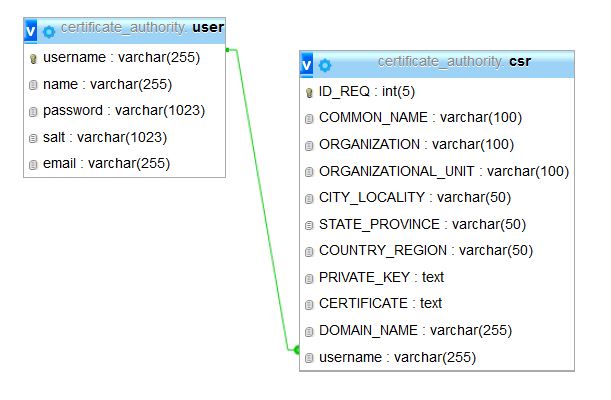 v certificate_authority user
username : varchar(255)
name : varchar(255)
password : varchar(1023)
salt : varchar(1023)
email : varchar(255)
v certificate_authority csr
ID_REQ : int(5)
COMMON_NAME : varchar(100)
ORGANIZATION : varchar(100)
ORGANIZATIONAL_UNIT : varchar(100)
CITY_LOCALITY : varchar(50)
STATE_PROVINCE : varchar(50)
COUNTRY_REGION : varchar(50)
PRIVATE_KEY : text
CERTIFICATE : text
DOMAIN_NAME : varchar(255)
username : varchar(255)